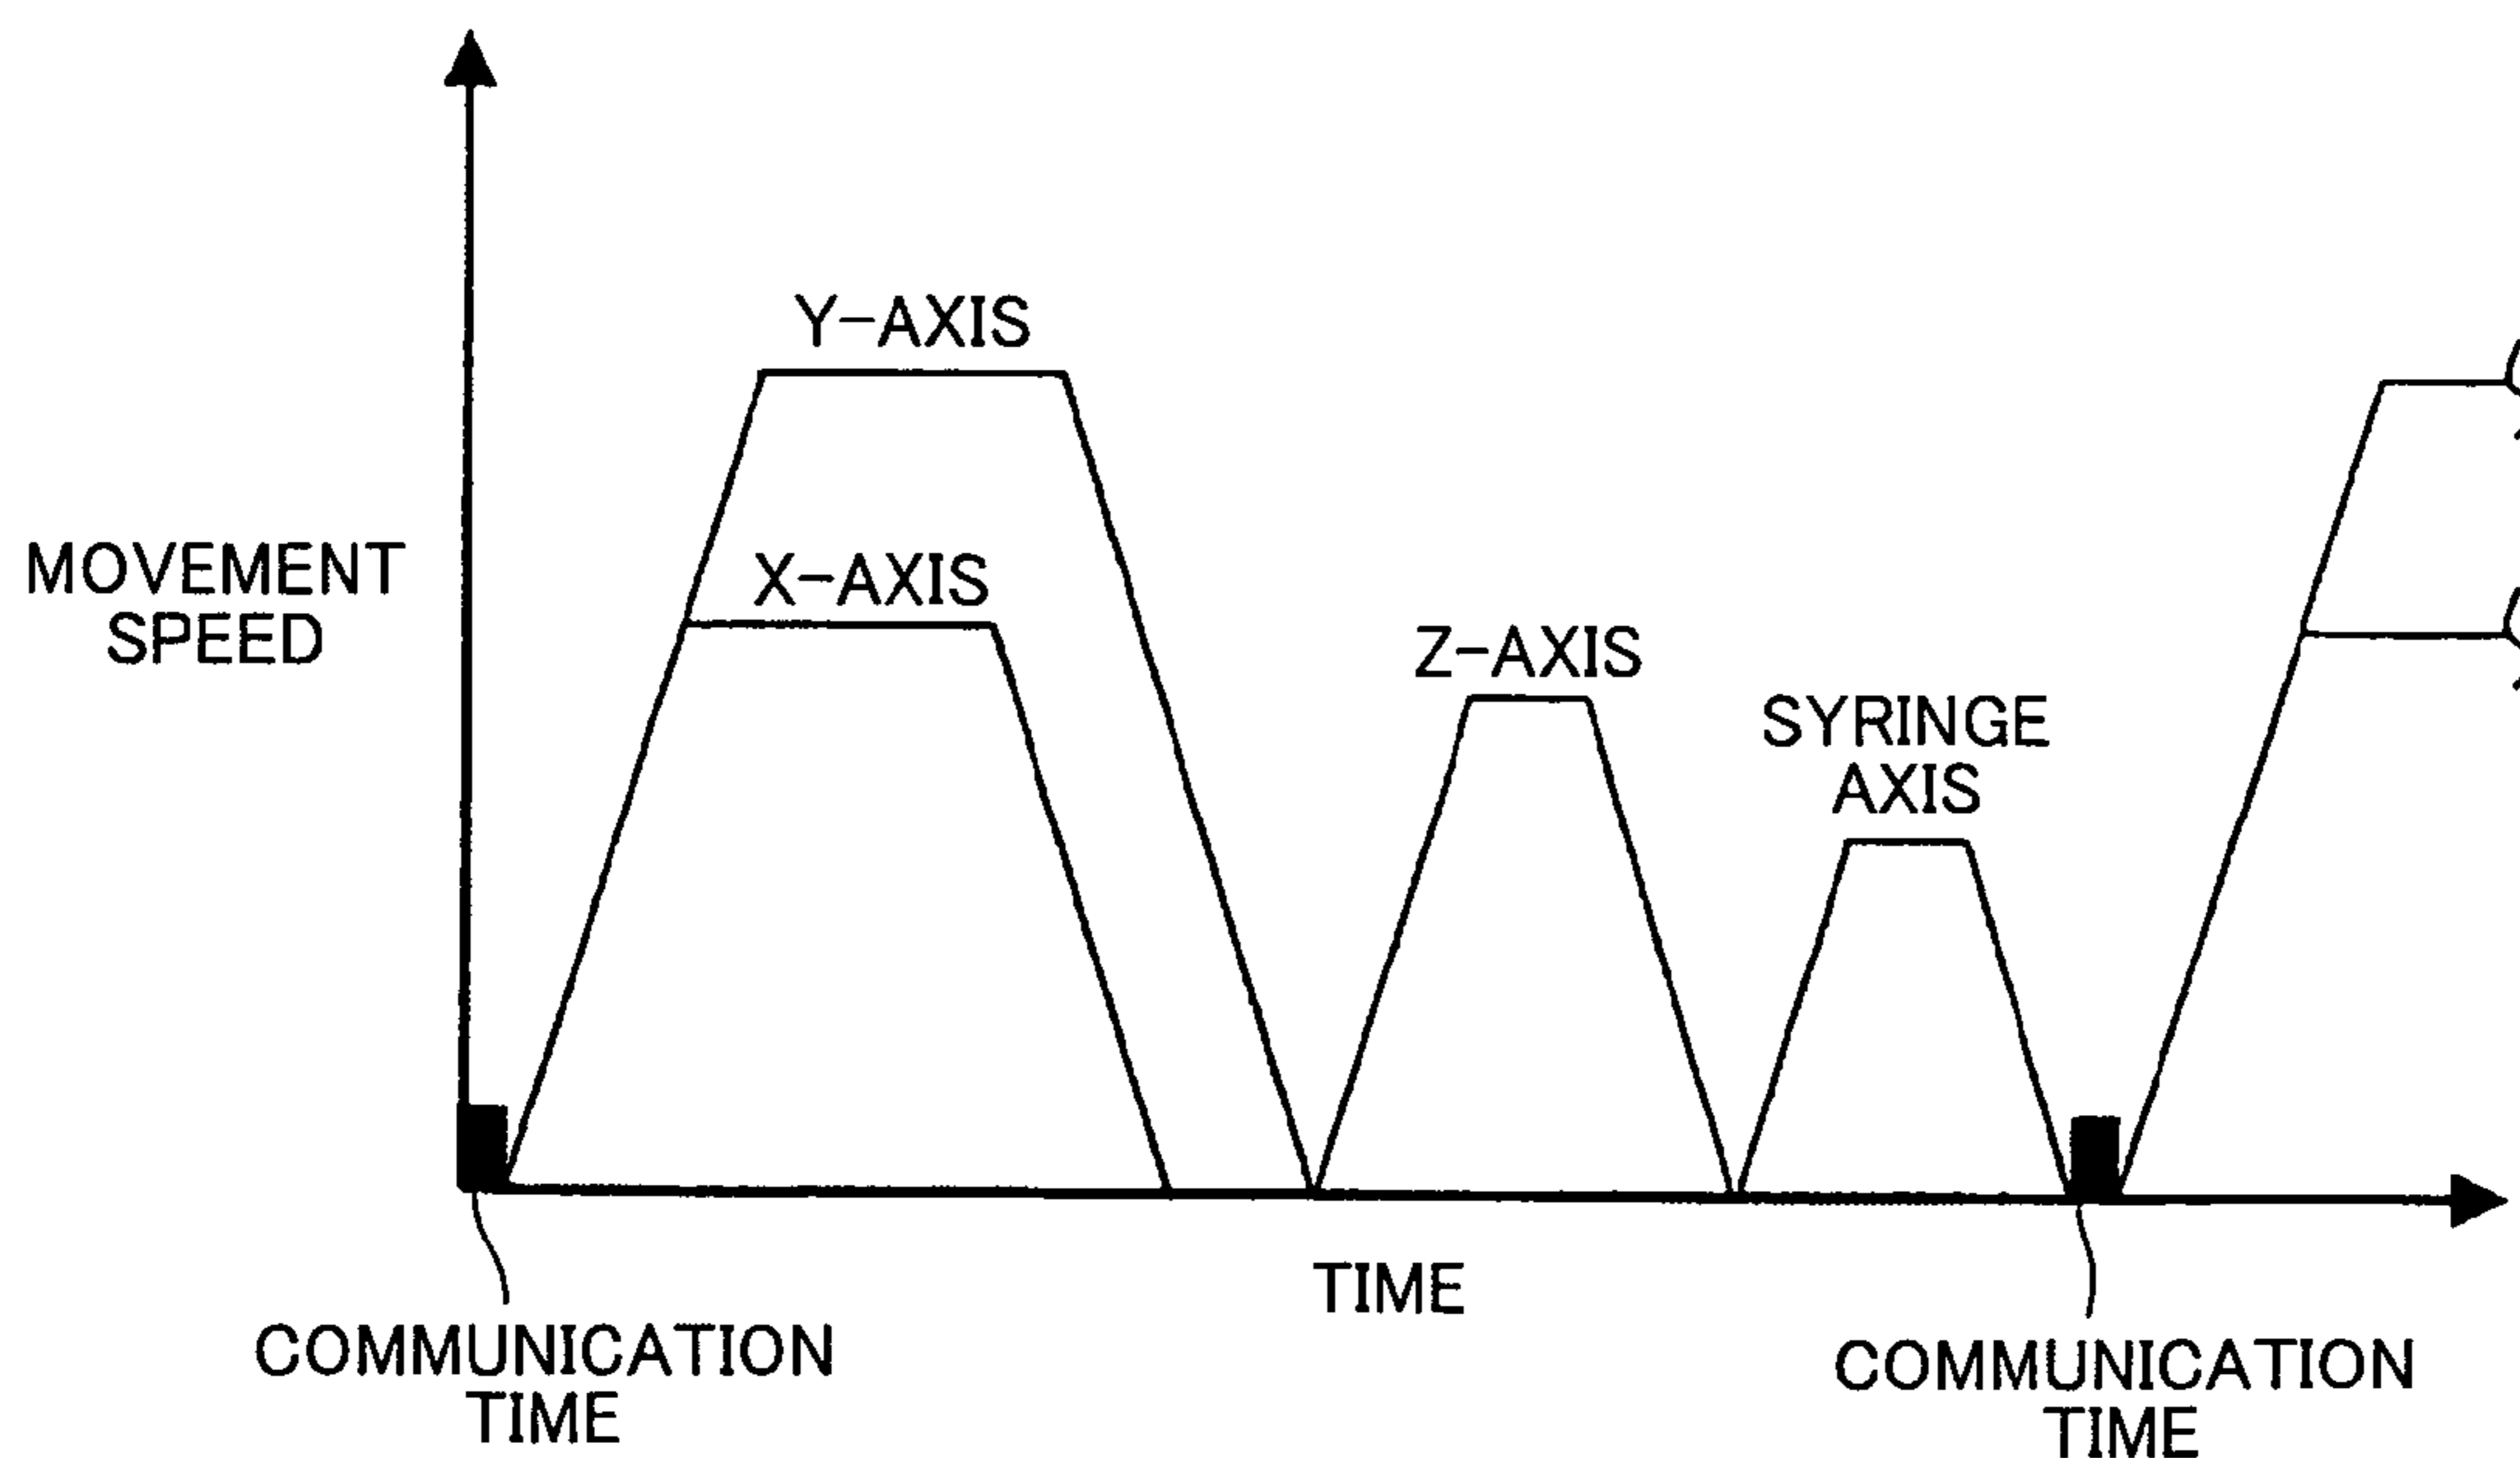 Y-AXIS
X-AXIS
MOVEMENT
SPEED
Z-AXIS
SYRINGE
AXIS
TIME
COMMUNICATION
TIME
COMMUNICATION
TIME